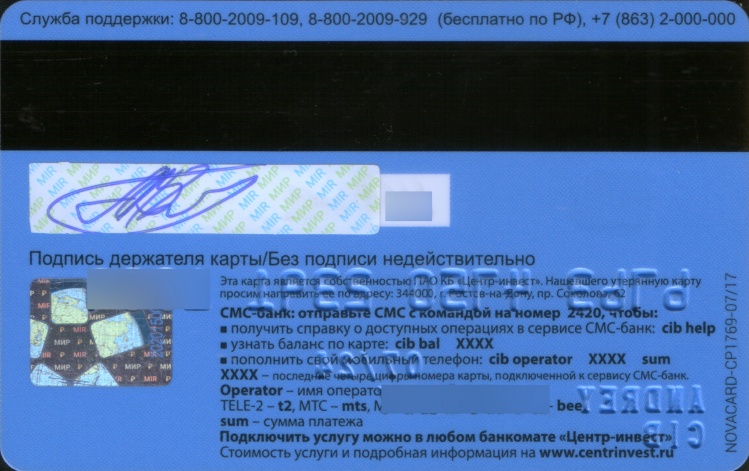 Служба поддержки: 8-800-2009-109, 8-800-2009-929 (бесплатно по РФ), +7 (863) 2-000-000
MIR МИР
Подпись держателя карты/Без подписи недействительно
Эта карта является собственностью ПАО КБ «Центр-инвест». Нашедшего утерянную карту
просим направить ее по адресу: 344000, г. Ростов-на-Дону, пр. Соколова, 62
СМС-банк: отправьте СМС с командой на номер 2420, чтобы:
■ получить справку о доступных операциях в сервисе СМС-банк: cib help
■ узнать баланс по карте: cib bal XXXX
■ пополнить свой мобильный телефон: cib operator XXXX sum
XXXX – последние четыре цифры номера карты, подключенной к сервису СМС-банк.
Operator – имя операто
TELE-2 – t2, МТС – mts, - bee,
sum – сумма платежа
Подключить услугу можно в любом банкомате «Центр-инвест»
Стоимость услуги и подробная информация на www.centrinvest.ru
ANDREY
CIB
NOVACARD-CP1769-07/17